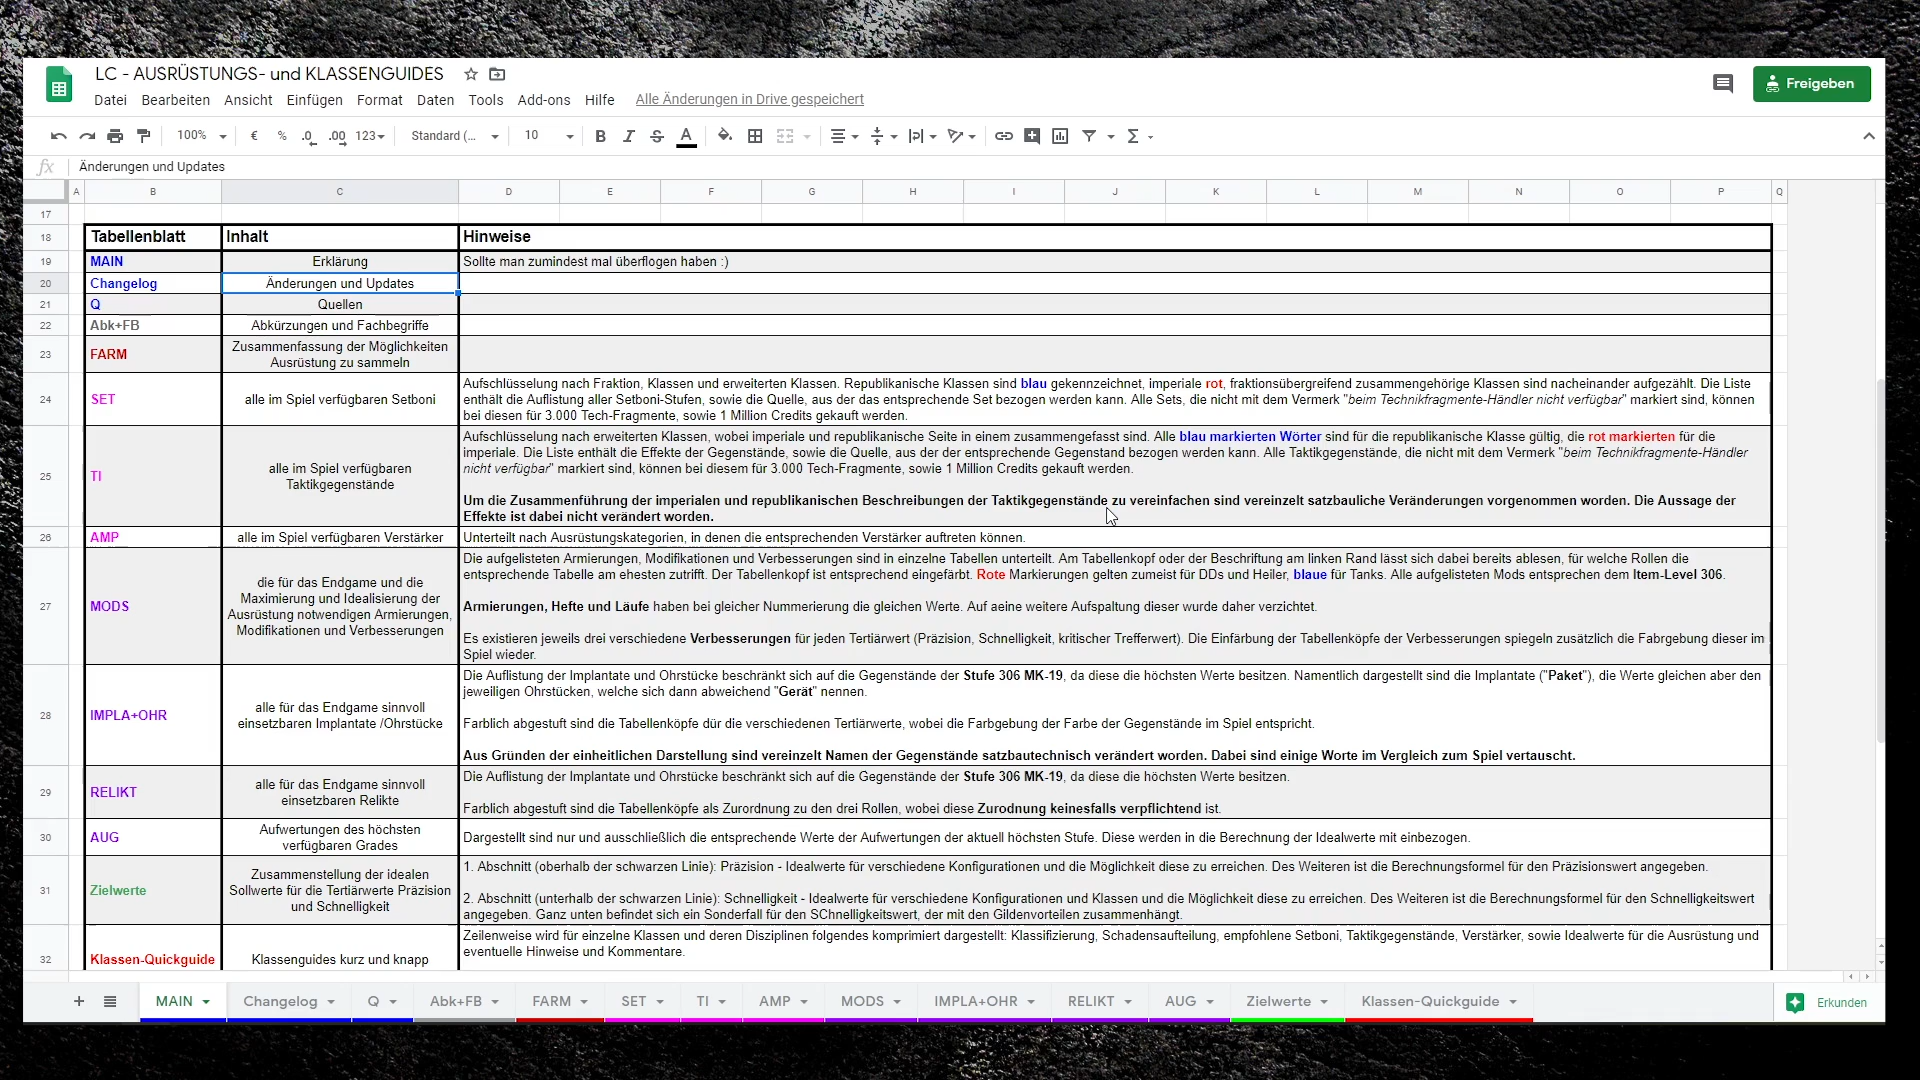 LC - AUSRÜSTUNGS- und KLASSENGUIDES
Freigeben
Datei Bearbeiten Ansicht Einfügen Format Daten Tools Add-ons Hilfe Alle Änderungen in Drive gespeichert
100% € % .0 .00 123 Standard (... 10 B I S A
fx Änderungen und Updates
A B C D E F G H I J K L M N O P Q
17
18 Tabellenblatt Inhalt Hinweise
19 MAIN Erklärung Sollte man zumindest mal überflogen haben :)
20 Changelog Änderungen und Updates
21 Q Quellen
22 Abk+FB Abkürzungen und Fachbegriffe
23 FARM Zusammenfassung der Möglichkeiten
Ausrüstung zu sammeln
24 SET alle im Spiel verfügbaren Setboni
Aufschlüsselung nach Fraktion, Klassen und erweiterten Klassen. Republikanische Klassen sind blau gekennzeichnet, imperiale rot, fraktionsübergreifend zusammengehörige Klassen sind nacheinander aufgezählt. Die Liste
enthält die Auflistung aller Setboni-Stufen, sowie die Quelle, aus der das entsprechende Set bezogen werden kann. Alle Sets, die nicht mit dem Vermerk "beim Technikfragmente-Händler nicht verfügbar" markiert sind, können
bei diesen für 3.000 Tech-Fragmente, sowie 1 Million Credits gekauft werden.
25 TI alle im Spiel verfügbaren
Taktikgegenstände
Aufschlüsselung nach erweiterten Klassen, wobei imperiale und republikanische Seite in einem zusammengefasst sind. Alle blau markierten Wörter sind für die republikanische Klasse gültig, die rot markierten für die
imperiale. Die Liste enthält die Effekte der Gegenstände, sowie die Quelle, aus der der entsprechende Gegenstand bezogen werden kann. Alle Taktikgegenstände, die nicht mit dem Vermerk "beim Technikfragmente-Händler
nicht verfügbar" markiert sind, können bei diesem für 3.000 Tech-Fragmente, sowie 1 Million Credits gekauft werden.
Um die Zusammenführung der imperialen und republikanischen Beschreibungen der Taktikgegenstände zu vereinfachen sind vereinzelt satzbauliche Veränderungen vorgenommen worden. Die Aussage der
Effekte ist dabei nicht verändert worden.
26 AMP alle im Spiel verfügbaren Verstärker Unterteilt nach Ausrüstungskategorien, in denen die entsprechenden Verstärker auftreten können.
27 MODS die für das Endgame und die
Maximierung und Idealisierung der
Ausrüstung notwendigen Armierungen,
Modifikationen und Verbesserungen
Die aufgelisteten Armierungen, Modifikationen und Verbesserungen sind in einzelne Tabellen unterteilt. Am Tabellenkopf oder der Beschriftung am linken Rand lässt sich dabei bereits ablesen, für welche Rollen die
entsprechende Tabelle am ehesten zutrifft. Der Tabellenkopf ist entsprechend eingefärbt. Rote Markierungen gelten zumeist für DDs und Heiler, blaue für Tanks. Alle aufgelisteten Mods entsprechen dem Item-Level 306.
Armierungen, Hefte und Läufe haben bei gleicher Nummerierung die gleichen Werte. Auf aeine weitere Aufspaltung dieser wurde daher verzichtet.
Es existieren jeweils drei verschiedene Verbesserungen für jeden Tertiärwert (Präzision, Schnelligkeit, kritischer Trefferwert). Die Einfärbung der Tabellenköpfe der Verbesserungen spiegeln zusätzlich die Fabrgebung dieser im
Spiel wieder.
28 IMPLA+OHR alle für das Endgame sinnvoll
einsetzbaren Implantate /Ohrstücke
Die Auflistung der Implantate und Ohrstücke beschränkt sich auf die Gegenstände der Stufe 306 MK-19, da diese die höchsten Werte besitzen. Namentlich dargestellt sind die Implantate ("Paket"), die Werte gleichen aber den
jeweiligen Ohrstücken, welche sich dann abweichend "Gerät" nennen.
Farblich abgestuft sind die Tabellenköpfe dür die verschiedenen Tertiärwerte, wobei die Farbgebung der Farbe der Gegenstände im Spiel entspricht.
Aus Gründen der einheitlichen Darstellung sind vereinzelt Namen der Gegenstände satzbautechnisch verändert worden. Dabei sind einige Worte im Vergleich zum Spiel vertauscht.
29 RELIKT alle für das Endgame sinnvoll
einsetzbaren Relikte
Die Auflistung der Implantate und Ohrstücke beschränkt sich auf die Gegenstände der Stufe 306 MK-19, da diese die höchsten Werte besitzen.
Farblich abgestuft sind die Tabellenköpfe als Zurordnung zu den drei Rollen, wobei diese Zurodnung keinesfalls verpflichtend ist.
30 AUG Aufwertungen des höchsten
verfügbaren Grades
Dargestellt sind nur und ausschließlich die entsprechende Werte der Aufwertungen der aktuell höchsten Stufe. Diese werden in die Berechnung der Idealwerte mit einbezogen.
31 Zielwerte Zusammenstellung der idealen
Sollwerte für die Tertiärwerte Präzision
und Schnelligkeit
1. Abschnitt (oberhalb der schwarzen Linie): Präzision - Idealwerte für verschiedene Konfigurationen und die Möglichkeit diese zu erreichen. Des Weiteren ist die Berechnungsformel für den Präzisionswert angegeben.
2. Abschnitt (unterhalb der schwarzen Linie): Schnelligkeit - Idealwerte für verschiedene Konfigurationen und Klassen und die Möglichkeit diese zu erreichen. Des Weiteren ist die Berechnungsformel für den Schnelligkeitswert
angegeben. Ganz unten befindet sich ein Sonderfall für den SChnelligkeitswert, der mit den Gildenvorteilen zusammenhängt.
32 Klassen-Quickguide Klassenguides kurz und knapp
Zeilenweise wird für einzelne Klassen und deren Disziplinen folgendes komprimiert dargestellt: Klassifizierung, Schadensaufteilung, empfohlene Setboni, Taktikgegenstände, Verstärker, sowie Idealwerte für die Ausrüstung und
eventuelle Hinweise und Kommentare.
MAIN Changelog Q Abk+FB FARM SET TI AMP MODS IMPLA+OHR RELIKT AUG Zielwerte Klassen-Quickguide Erkunden